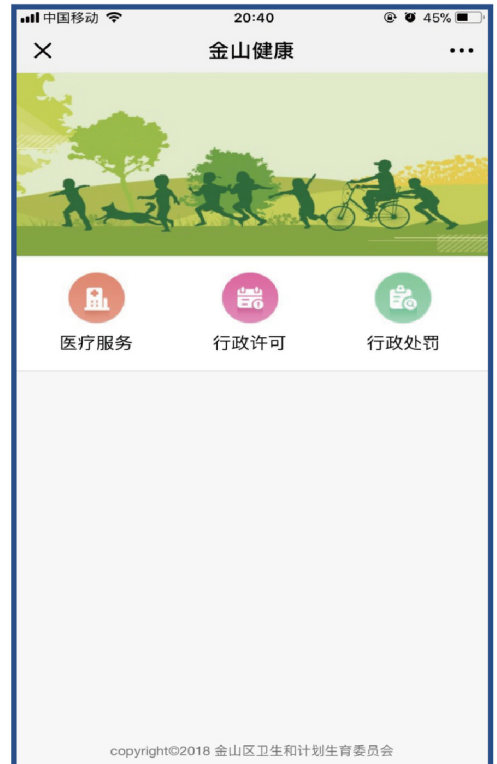 中国移动 20:40 45%
金山健康
医疗服务 行政许可 行政处罚
copyright©2018 金山区卫生和计划生育委员会